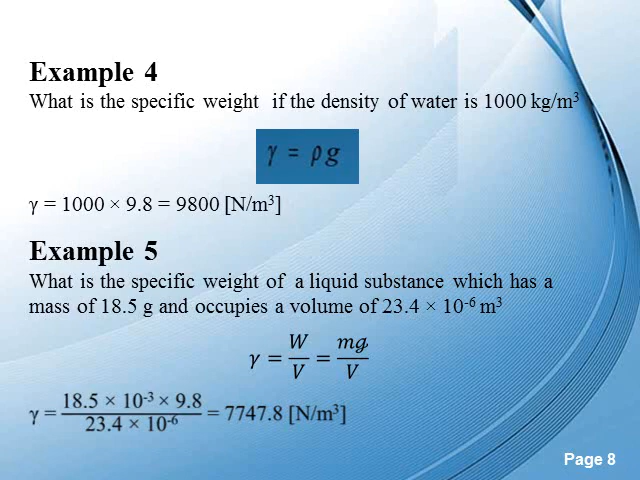 Example 4
What is the specific weight if the density of water is 1000 kg/m³
γ = ρg
γ = 1000 × 9.8 = 9800 [N/m³]
Example 5
What is the specific weight of a liquid substance which has a
mass of 18.5 g and occupies a volume of 23.4 × 10⁻⁶ m³
γ = W/V = mg/V
γ = 18.5 × 10⁻³ × 9.8 / 23.4 × 10⁻⁶ = 7747.8 [N/m³]
Page 8